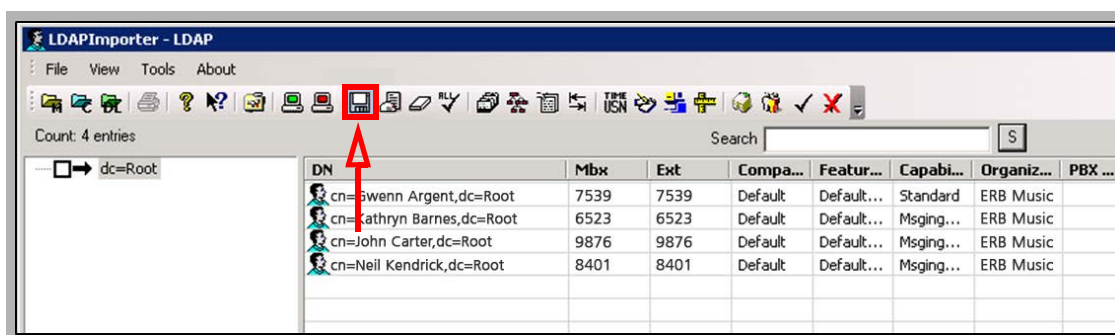 LDAPImporter - LDAP
File View Tools About
ALL TIME USN
Count: 4 entries Search S
dc=Root
DN Mbx Ext Compa... Featur... Capabi... Organiz... PBX ...
cn=Gwenn Argent,dc=Root 7539 7539 Default Default... Standard ERB Music
cn=Kathryn Barnes,dc=Root 6523 6523 Default Default... Msging... ERB Music
cn=John Carter,dc=Root 9876 9876 Default Default... Msging... ERB Music
cn=Neil Kendrick,dc=Root 8401 8401 Default Default... Msging... ERB Music